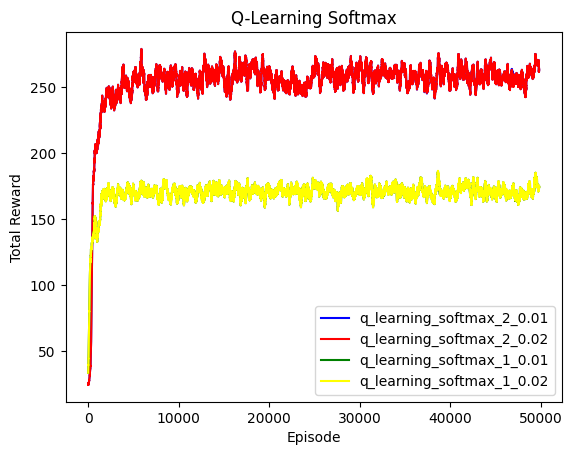 Q-Learning Softmax
Total Reward
250
200
150
100
50
q_learning_softmax_2_0.01
q_learning_softmax_2_0.02
q_learning_softmax_1_0.01
q_learning_softmax_1_0.02
0
10000
20000
30000
40000
50000
Episode